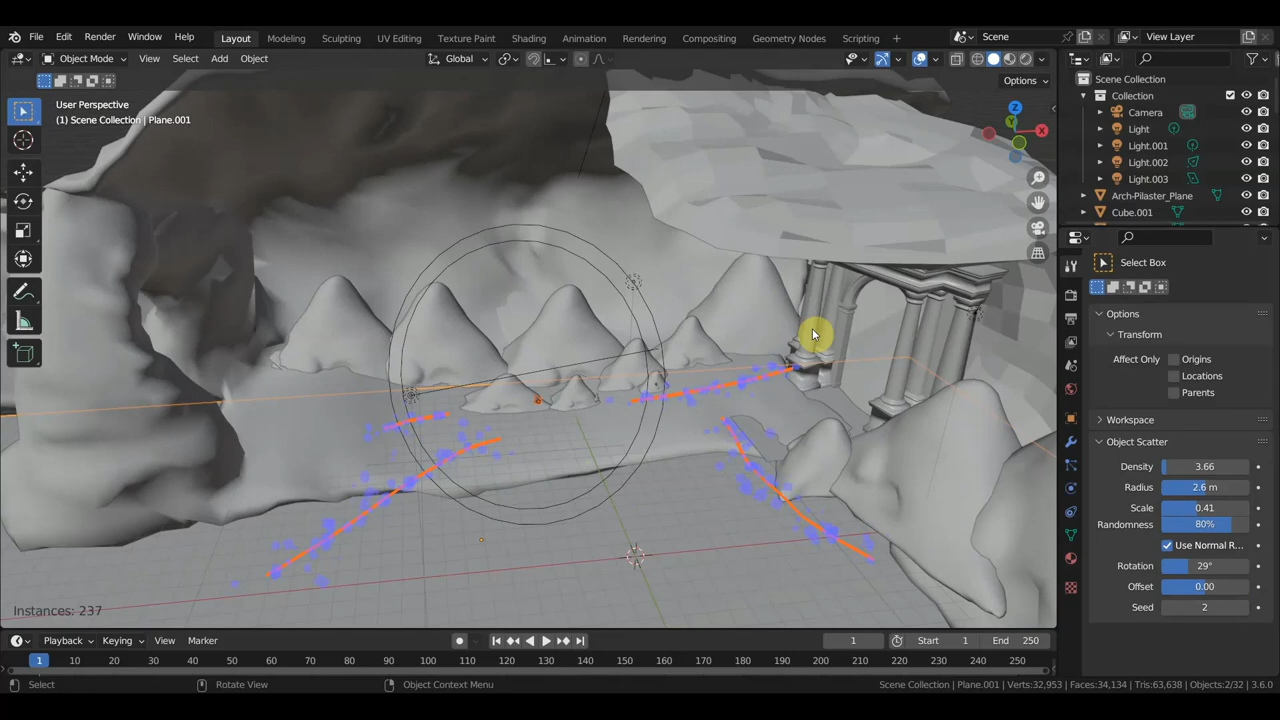 File Edit Render Window Help Layout Modeling Sculpting UV Editing Texture Paint Shading Animation Rendering Compositing Geometry Nodes Scripting + Scene View Layer
Object Mode View Select Add Object Global
Options
User Perspective
(1) Scene Collection | Plane.001
Z
Y
X
Scene Collection
Collection
Camera
Light
Light.001
Light.002
Light.003
Arch-Pilaster_Plane
Cube.001
Select Box
Options
Transform
Affect Only Origins
Locations
Parents
Workspace
Object Scatter
Density 3.66
Radius 2.6 m
Scale 0.41
Randomness 80%
Use Normal R...
Rotation 29°
Offset 0.00
Seed 2
Instances: 237
Playback Keying View Marker 1 Start 1 End 250
1 10 20 30 40 50 60 70 80 90 100 110 120 130 140 150 160 170 180 190 200 210 220 230 240 250
Select Rotate View Object Context Menu Scene Collection | Plane.001 | Verts:32,953 | Faces:34,134 | Tris:63,638 | Objects:2/32 | 3.6.0